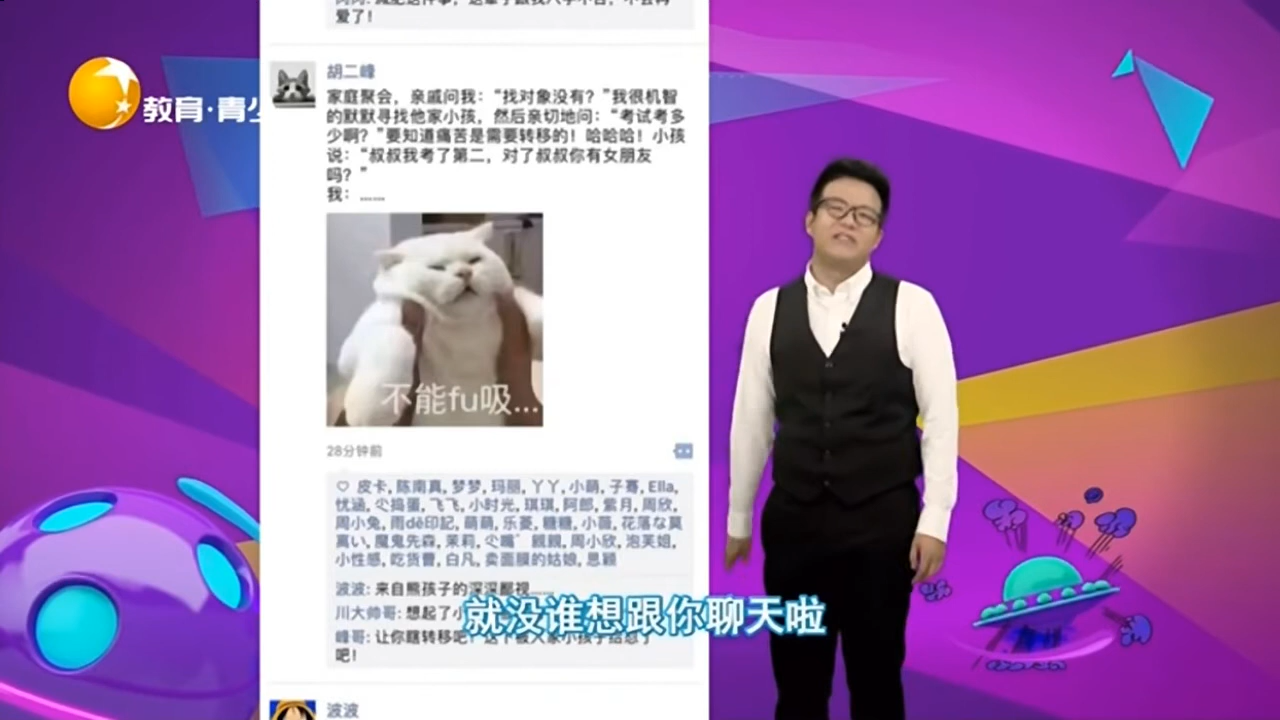 爱了!
教育·青少
胡二峰
家庭聚会，亲戚问我：“找对象没有？”我很机智
的默默寻找他家小孩，然后亲切地问：“考试考多
少啊？”要知道痛苦是需要转移的！哈哈哈！小孩
说：“叔叔我考了第二，对了叔叔你有女朋友
吗？”
我：……
不能fu吸...
28分钟前
皮卡, 陈南真, 梦梦, 玛丽, 丫丫, 小萌, 子骞, Ella,
忧涵, 尐捣蛋, 飞飞, 小时光, 琪琪, 阿郎, 紫月, 周欣,
周小兔, 雨dē印記, 萌萌, 乐菱, 糖糖, 小薇, 花落な莫
离い, 魔鬼先森, 茉莉, 尐嘴゛親親, 周小欣, 泡芙姐,
小性感, 吃货曹, 白凡, 卖面膜的姑娘, 思颖
波波: 来自熊孩子的深深鄙视......
川大帅哥: 想起了小
就没谁想跟你聊天啦
峰哥: 让你瞎转移吧！
吧！
波波